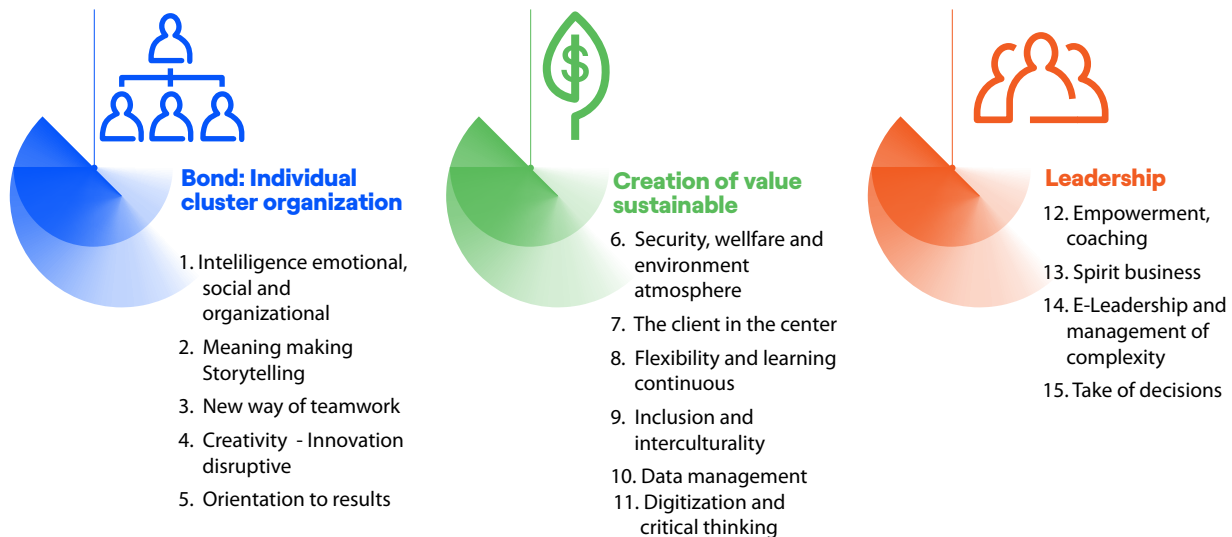 Bond: Individual
cluster organization
1. Inteliligence emotional,
social and
organizational
2. Meaning making
Storytelling
3. New way of teamwork
4. Creativity - Innovation
disruptive
5. Orientation to results
Creation of value
sustainable
6. Security, wellfare and
environment
atmosphere
7. The client in the center
8. Flexibility and learning
continuous
9. Inclusion and
interculturality
10. Data management
11. Digitization and
critical thinking
Leadership
12. Empowerment,
coaching
13. Spirit business
14. E-Leadership and
management of
complexity
15. Take of decisions